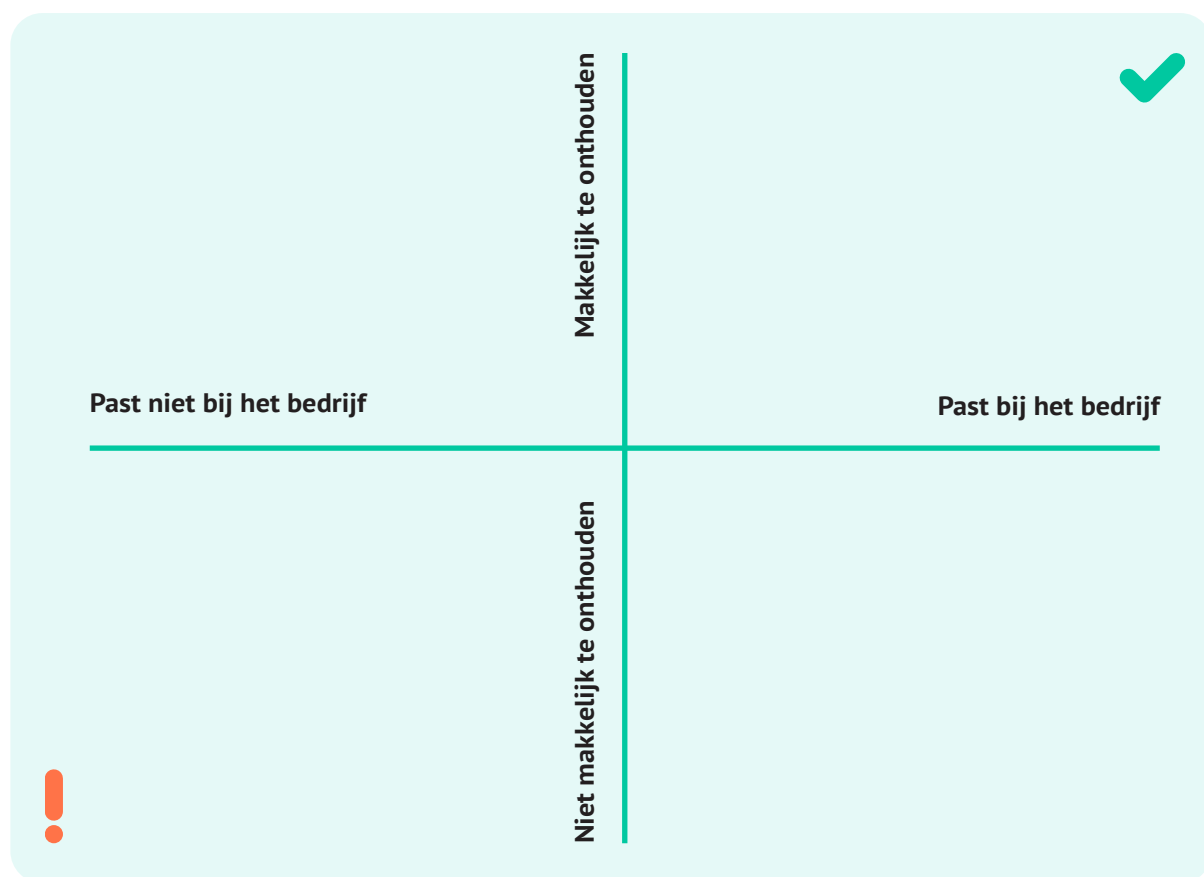 Makkelijk te onthouden
Past niet bij het bedrijf
Past bij het bedrijf
Niet makkelijk te onthouden